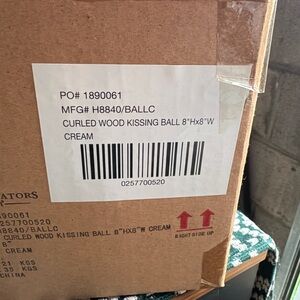 PO# 1890061
MFG# H8840/BALLC
CURLED WOOD KISSING BALL 8"Hx8"W
CREAM
0257700520
ATORS
890061
257700520
H8840/BALLC
CURLED WOOD KISSING BALL 8"HX8"W CREAM
8"
21 KGS
.35 KGS
CHINA
RIGHT SIDE UP